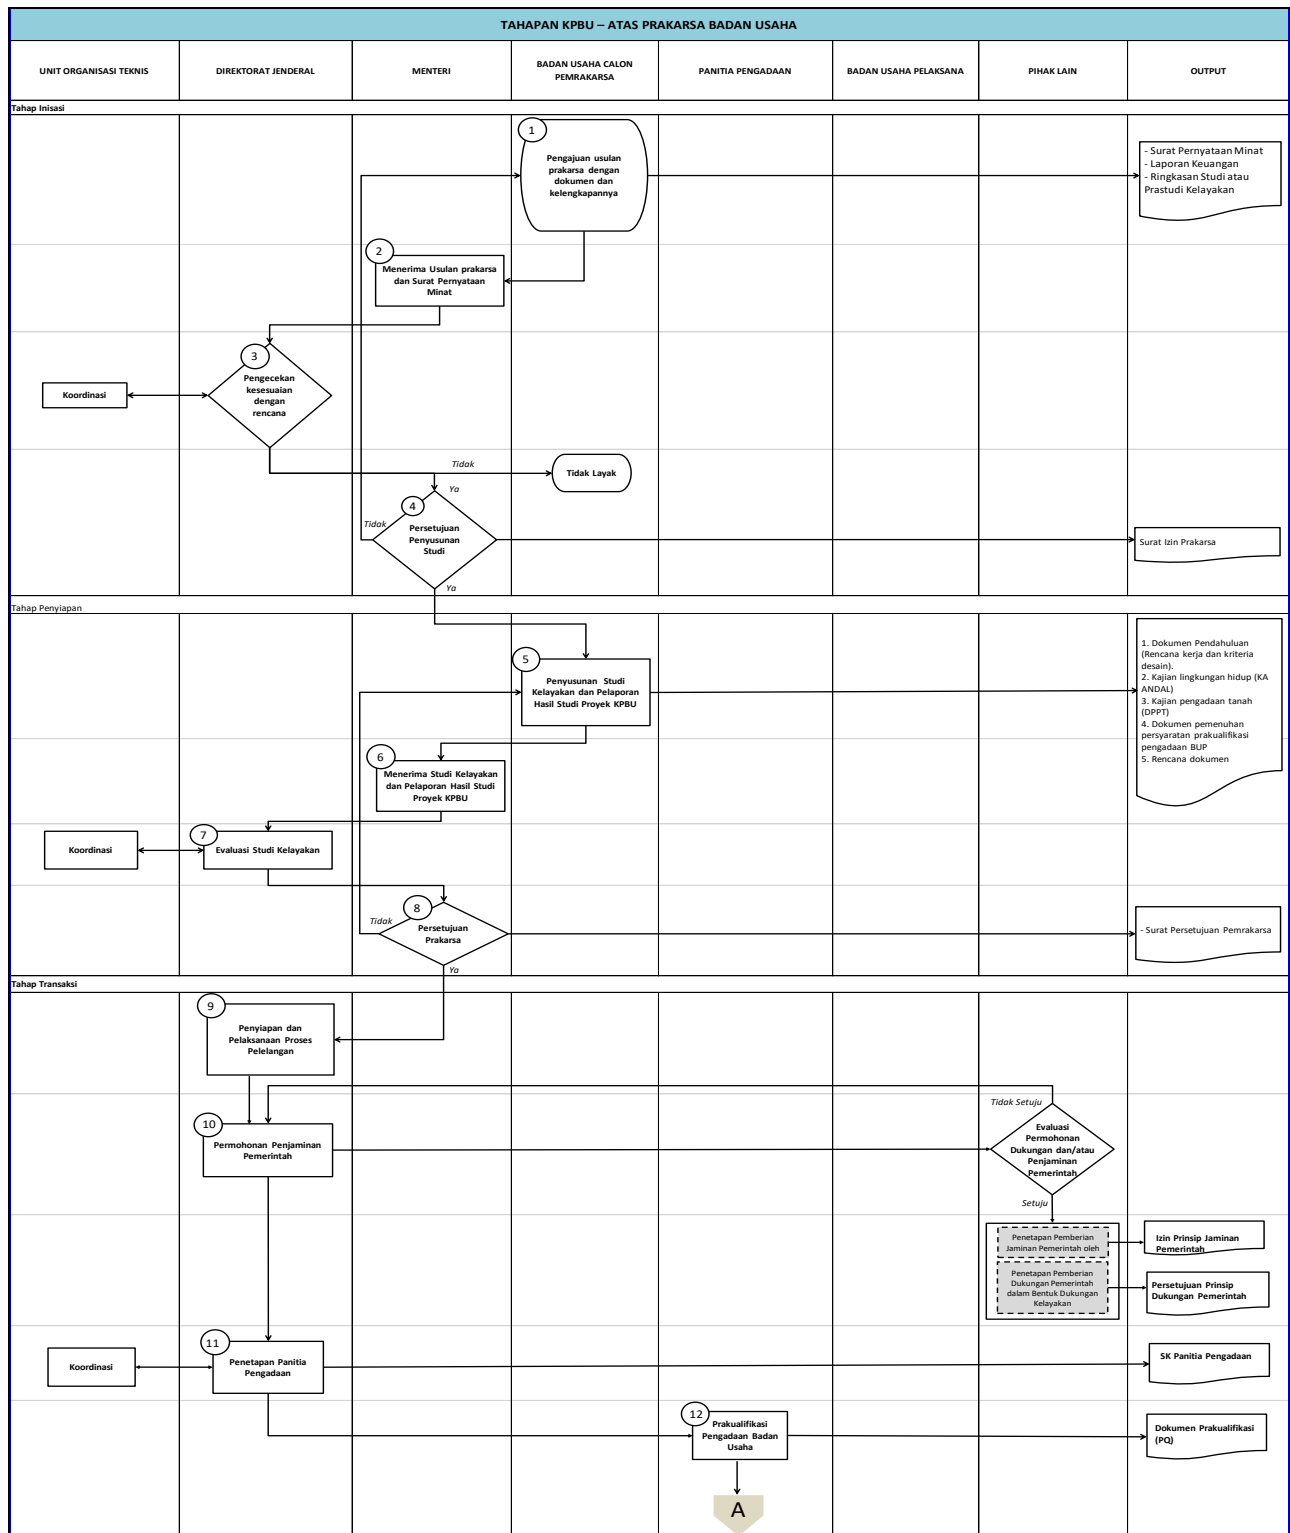 TAHAPAN KPBU – ATAS PRAKARSA BADAN USAHA
UNIT ORGANISASI TEKNIS
DIREKTORAT JENDERAL
MENTERI
BADAN USAHA CALON
PEMRAKARSA
PANITIA PENGADAAN
BADAN USAHA PELAKSANA
PIHAK LAIN
OUTPUT
Tahap Inisasi
1
Pengajuan usulan
prakarsa dengan
dokumen dan
kelengkapannya
- Surat Pernyataan Minat
- Laporan Keuangan
- Ringkasan Studi atau
Prastudi Kelayakan
2
Menerima Usulan prakarsa
dan Surat Pernyataan
Minat
3
Pengecekan
kesesuaian
dengan
rencana
Koordinasi
Tidak
Tidak Layak
Ya
4
Tidak
Persetujuan
Penyusunan
Studi
Surat Izin Prakarsa
Ya
Tahap Penyiapan
5
Penyusunan Studi
Kelayakan dan Pelaporan
Hasil Studi Proyek KPBU
1. Dokumen Pendahuluan
(Rencana kerja dan kriteria
desain).
2. Kajian lingkungan hidup (KA
ANDAL)
3. Kajian pengadaan tanah
(DPPT)
4. Dokumen pemenuhan
persyaratan prakualifikasi
pengadaan BUP
5. Rencana dokumen
6
Menerima Studi Kelayakan
dan Pelaporan Hasil Studi
Proyek KPBU
7
Koordinasi
Evaluasi Studi Kelayakan
8
Tidak
Persetujuan
Prakarsa
- Surat Persetujuan Pemrakarsa
Ya
Tahap Transaksi
9
Penyiapan dan
Pelaksanaan Proses
Pelelangan
10
Permohonan Penjaminan
Pemerintah
Tidak Setuju
Evaluasi
Permohonan
Dukungan dan/atau
Penjaminan
Pemerintah
Setuju
Penetapan Pemberian
Jaminan Pemerintah oleh
Izin Prinsip Jaminan
Pemerintah
Penetapan Pemberian
Dukungan Pemerintah
dalam Bentuk Dukungan
Kelayakan
Persetujuan Prinsip
Dukungan Pemerintah
11
Koordinasi
Penetapan Panitia
Pengadaan
SK Panitia Pengadaan
12
Prakualifikasi
Pengadaan Badan
Usaha
Dokumen Prakualifikasi
(PQ)
A